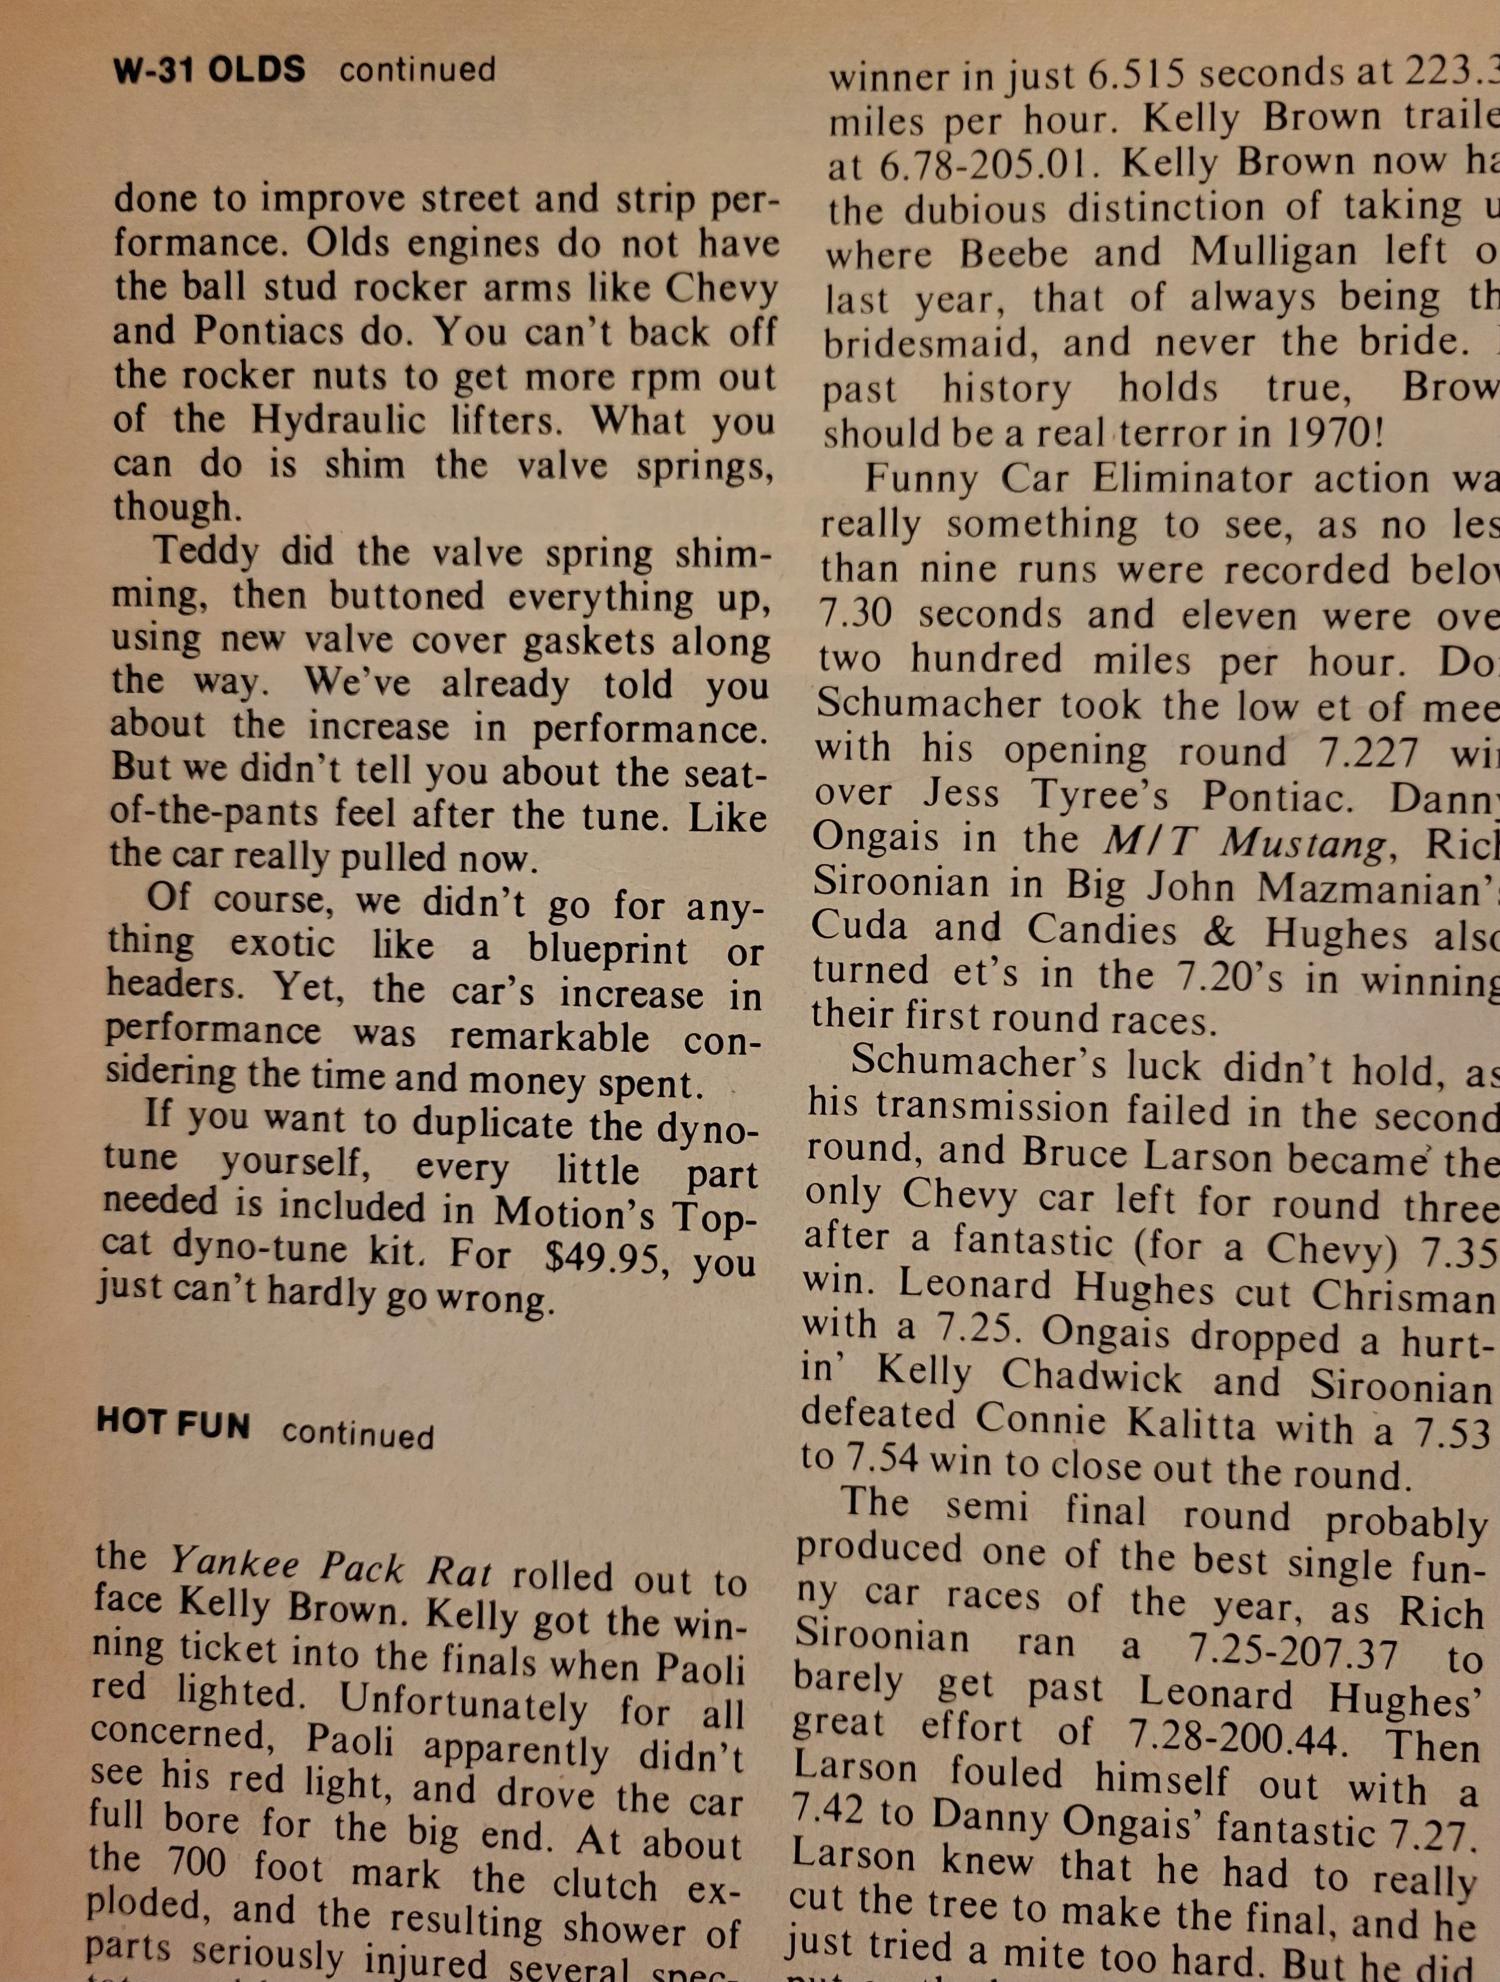 W-31 OLDS continued
done to improve street and strip per-
formance. Olds engines do not have
the ball stud rocker arms like Chevy
and Pontiacs do. You can't back off
the rocker nuts to get more rpm out
of the Hydraulic lifters. What you
can do is shim the valve springs,
though.
Teddy did the valve spring shim-
ming, then buttoned everything up,
using new valve cover gaskets along
the way. We've already told you
about the increase in performance.
But we didn't tell you about the seat-
of-the-pants feel after the tune. Like
the car really pulled now.
Of course, we didn't go for any-
thing exotic like a blueprint or
headers. Yet, the car's increase in
performance was remarkable con-
sidering the time and money spent.
If you want to duplicate the dyno-
tune yourself, every little part
needed is included in Motion's Top-
cat dyno-tune kit. For $49.95, you
just can't hardly go wrong.
HOT FUN continued
the Yankee Pack Rat rolled out to
face Kelly Brown. Kelly got the win-
ning ticket into the finals when Paoli
red lighted. Unfortunately for all
concerned, Paoli apparently didn't
see his red light, and drove the car
full bore for the big end. At about
the 700 foot mark the clutch ex-
ploded, and the resulting shower of
parts seriously injured several spec-
winner in just 6.515 seconds at 223.3
miles per hour. Kelly Brown
at 6.78-205.01. Kelly Brown now
the dubious distinction of taking
where Beebe and Mulligan left
last year, that of always being
bridesmaid, and never the bride.
past history holds true,
should be a real terror in 1970!
Funny Car Eliminator action
really something to see, as no
than nine runs were recorded
7.30 seconds and eleven were
two hundred miles per hour.
Schumacher took the low et of
with his opening round 7.227
over Jess Tyree's Pontiac.
Ongais in the M/T Mustang,
Siroonian in Big John Mazmanian's
Cuda and Candies & Hughes also
turned et's in the 7.20's in winning
their first round races.
Schumacher's luck didn't hold, as
his transmission failed in the second
round, and Bruce Larson became the
only Chevy car left for round three
after a fantastic (for a Chevy) 7.35
win. Leonard Hughes cut Chrisman
with a 7.25. Ongais dropped a hurt-
in' Kelly Chadwick and Siroonian
defeated Connie Kalitta with a 7.53
to 7.54 win to close out the round.
The semi final round probably
produced one of the best single fun-
ny car races of the year, as Rich
Siroonian ran a 7.25-207.37 to
barely get past Leonard Hughes'
great effort of 7.28-200.44. Then
Larson fouled himself out with a
7.42 to Danny Ongais' fantastic 7.27.
Larson knew that he had to really
cut the tree to make the final, and he
just tried a mite too hard. But he did